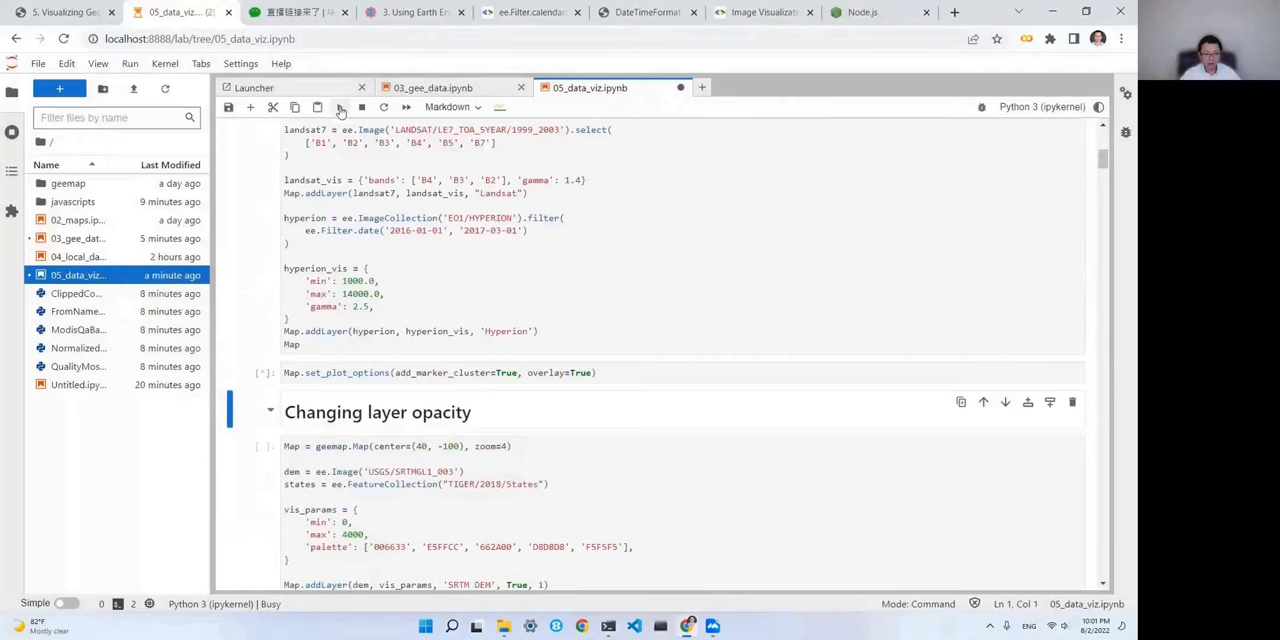 5. Visualizing Ge
05_data_viz.... (2)
直播链接来了 | ^
3. Using Earth En
ee.Filter.calendar
DateTimeFormat
Image Visualizat
Node.js
localhost:8888/lab/tree/05_data_viz.ipynb
File Edit View Run Kernel Tabs Settings Help
Launcher
03_gee_data.ipynb
05_data_viz.ipynb
Filter files by name
Markdown
Python 3 (ipykernel)
/
Name Last Modified
geemap a day ago
javascripts 9 minutes ago
02_maps.ip... a day ago
03_gee_dat... 5 minutes ago
04_local_da... 2 hours ago
05_data_viz... a minute ago
ClippedCo... 8 minutes ago
FromName... 8 minutes ago
ModisQaBa... 8 minutes ago
Normalized... 8 minutes ago
QualityMos... 8 minutes ago
Untitled.ipy... 20 minutes ago
landsat7 = ee.Image('LANDSAT/LE7_TOA_5YEAR/1999_2003').select(
['B1', 'B2', 'B3', 'B4', 'B5', 'B7']
)
landsat_vis = {'bands': ['B4', 'B3', 'B2'], 'gamma': 1.4}
Map.addLayer(landsat7, landsat_vis, "Landsat")
hyperion = ee.ImageCollection('EO1/HYPERION').filter(
ee.Filter.date('2016-01-01', '2017-03-01')
)
hyperion_vis = {
'min': 1000.0,
'max': 14000.0,
'gamma': 2.5,
}
Map.addLayer(hyperion, hyperion_vis, 'Hyperion')
Map
[*]: Map.set_plot_options(add_marker_cluster=True, overlay=True)
Changing layer opacity
[ ]: Map = geemap.Map(center=(40, -100), zoom=4)
dem = ee.Image('USGS/SRTMGL1_003')
states = ee.FeatureCollection("TIGER/2018/States")
vis_params = {
'min': 0,
'max': 4000,
'palette': ['006633', 'E5FFCC', '662A00', 'D8D8D8', 'F5F5F5'],
}
Map.addLayer(dem, vis_params, 'SRTM DEM', True, 1)
Simple 0 2 Python 3 (ipykernel) | Busy Mode: Command Ln 1, Col 1 05_data_viz.ipynb
82°F
Mostly clear
ENG
10:01 PM
8/2/2022